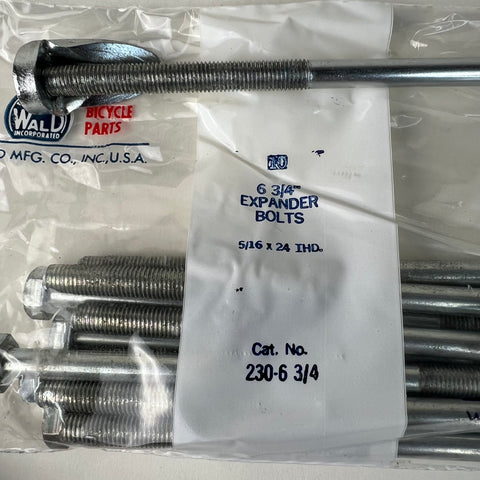 WALD
INCORPORATED
BICYCLE
PARTS
D MFG. CO., INC, U.S.A.
6 3/4"
EXPANDER
BOLTS
5/16 x 24 IHD.
Cat. No.
230-6 3/4